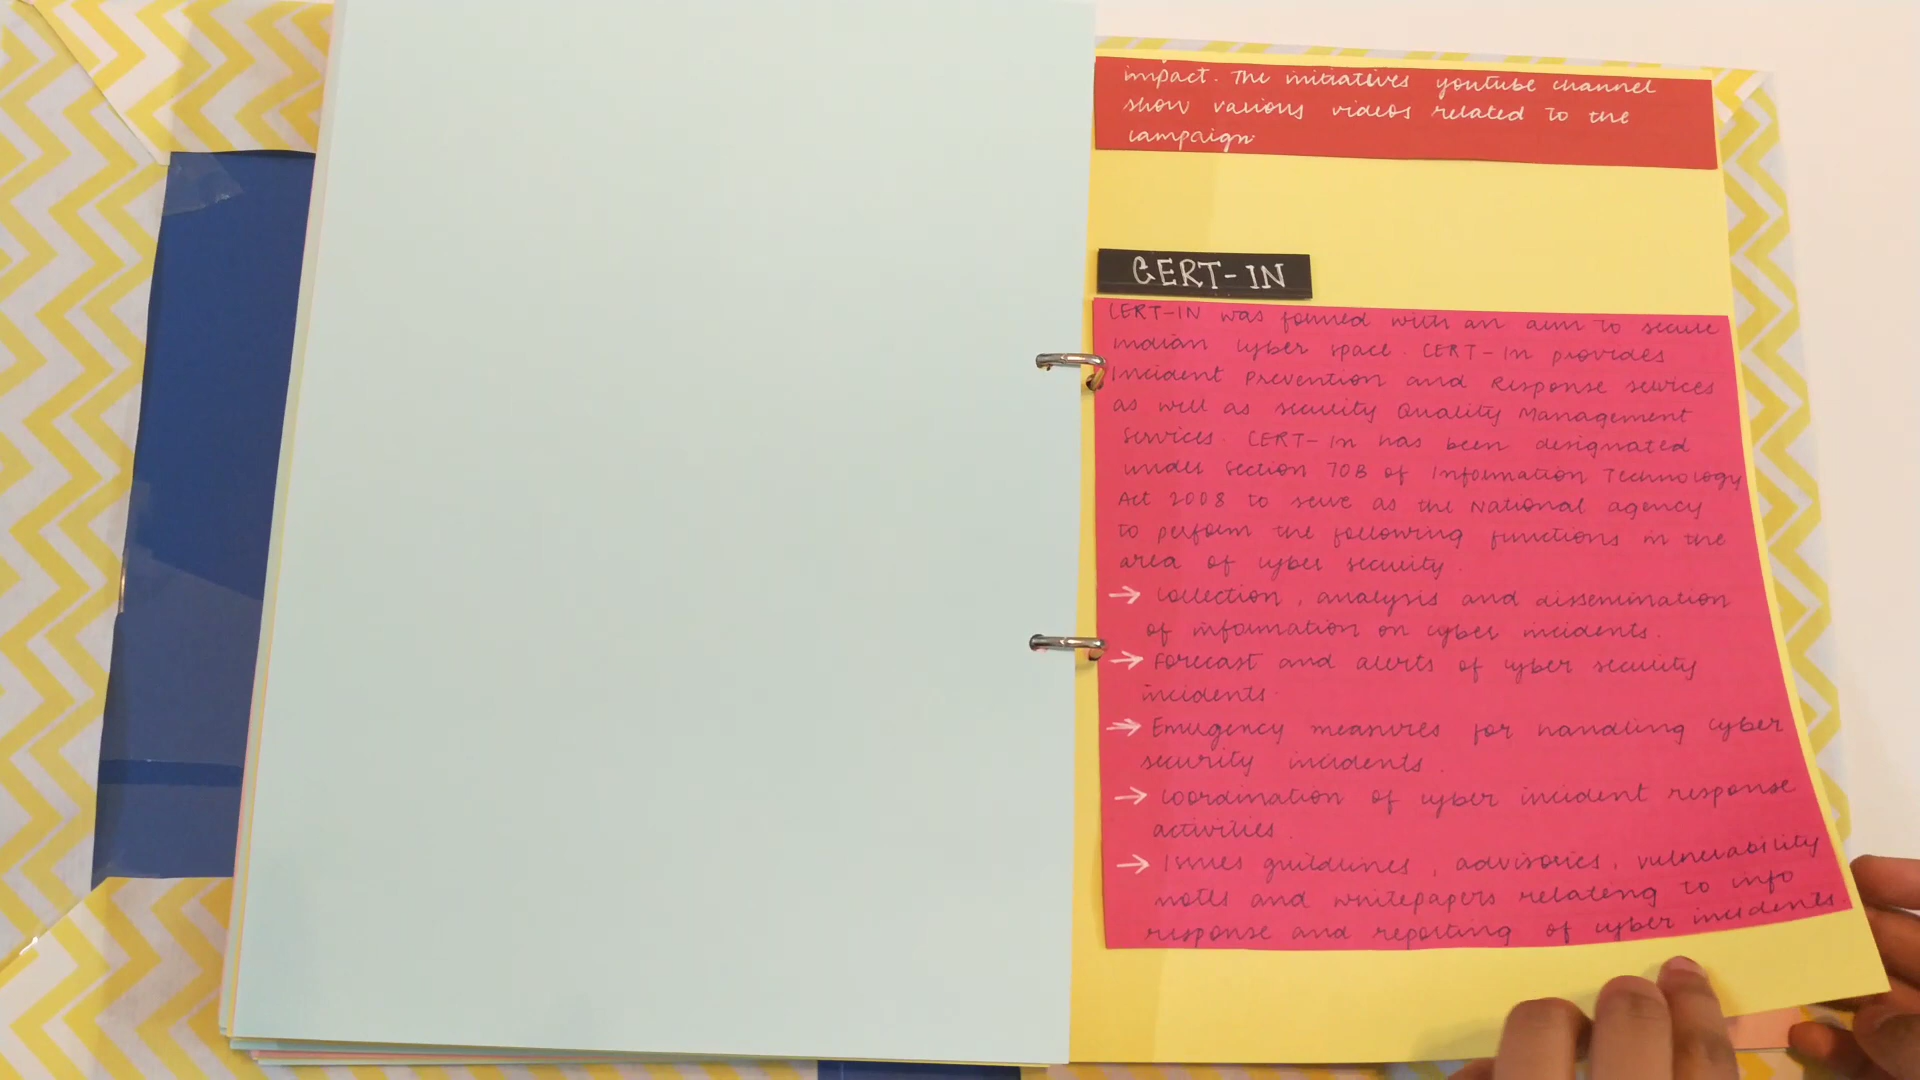 impact. The initiatives youtube channel
show various videos related to the
campaign.
CERT-IN
CERT-IN was formed with an aim to secure
indian cyber space. CERT-In provides
Incident Prevention and Response services
as well as security Quality Management
Services. CERT-In has been designated
under Section 70B of Information Technology
Act 2008 to serve as the National agency
to perform the following functions in the
area of cyber security.
→ Collection, analysis and dissemination
of information on cyber incidents.
→ Forecast and alerts of cyber security
incidents.
→ Emergency measures for handling cyber
security incidents.
→ Coordination of cyber incident response
activities.
→ Issues guildlines, advisories, vulnerability
notes and whitepapers relateng to info
response and reporting of cyber incidents.